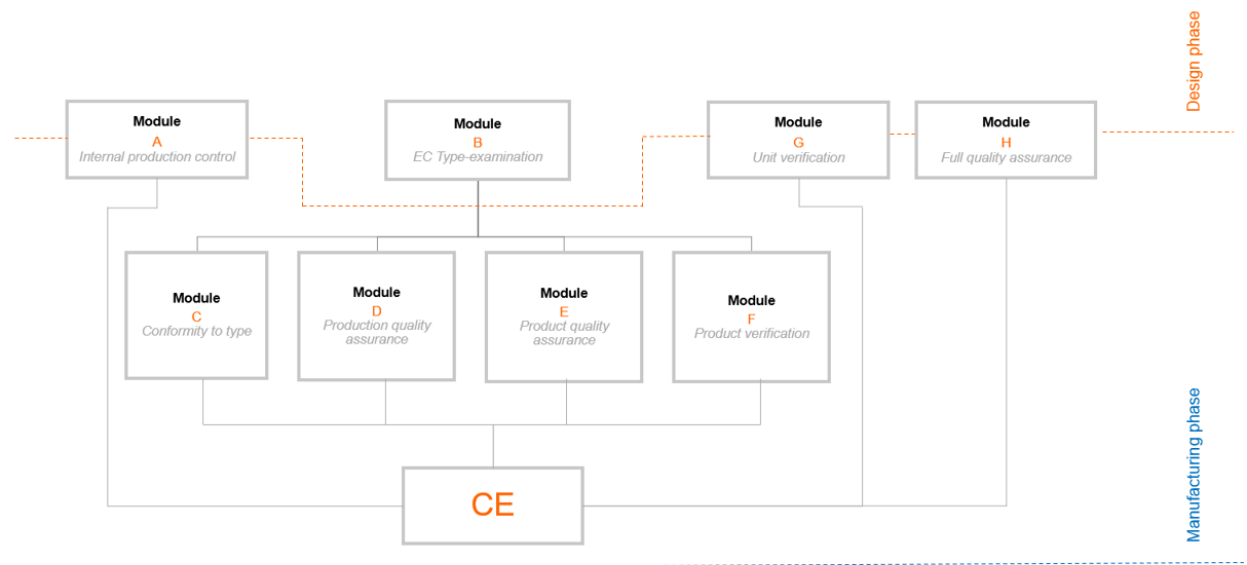 Design phase
Module
A
Internal production control
Module
B
EC Type-examination
Module
G
Unit verification
Module
H
Full quality assurance
Module
C
Conformity to type
Module
D
Production quality
assurance
Module
E
Product quality
assurance
Module
F
Product verification
CE
Manufacturing phase